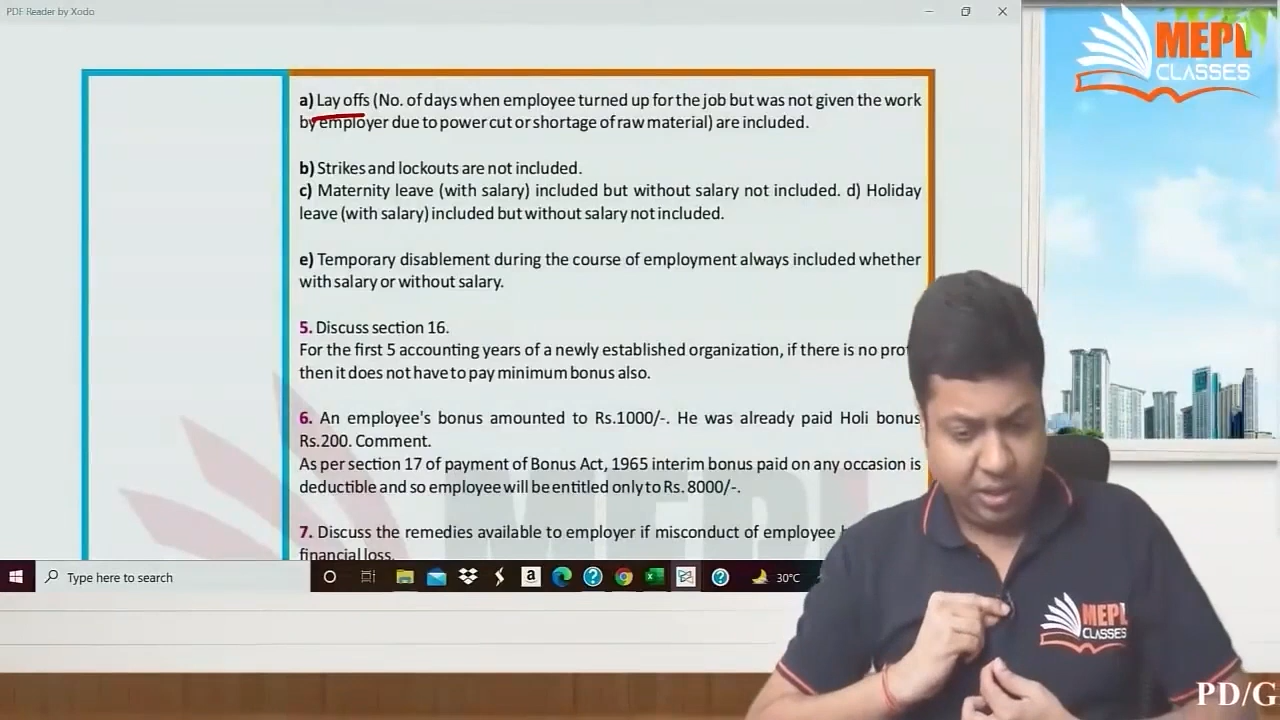 PDF Reader by Xodo
MEPL
CLASSES
a) Lay offs (No. of days when employee turned up for the job but was not given the work
by employer due to power cut or shortage of raw material) are included.
b) Strikes and lockouts are not included.
c) Maternity leave (with salary) included but without salary not included. d) Holiday
leave (with salary) included but without salary not included.
e) Temporary disablement during the course of employment always included whether
with salary or without salary.
5. Discuss section 16.
For the first 5 accounting years of a newly established organization, if there is no
then it does not have to pay minimum bonus also.
6. An employee's bonus amounted to Rs.1000/-. He was already paid Holi bonus
Rs.200. Comment.
As per section 17 of payment of Bonus Act, 1965 interim bonus paid on any occasion is
deductible and so employee will be entitled only to Rs. 8000/-.
7. Discuss the remedies available to employer if misconduct of employee
financial loss.
Type here to search
30°C
MEPL
CLASSES
PD/G